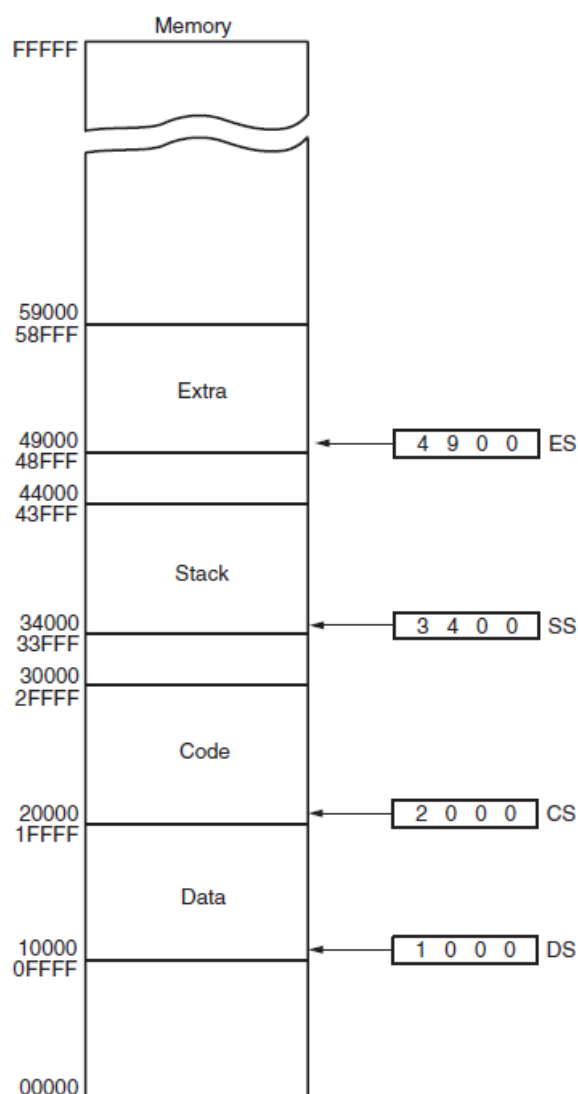 Memory
FFFFF
59000
58FFF
Extra
49000
4 9 0 0 ES
48FFF
44000
43FFF
Stack
34000
3 4 0 0 SS
33FFF
30000
2FFFF
Code
20000
2 0 0 0 CS
1FFFF
Data
10000
1 0 0 0 DS
0FFFF
00000